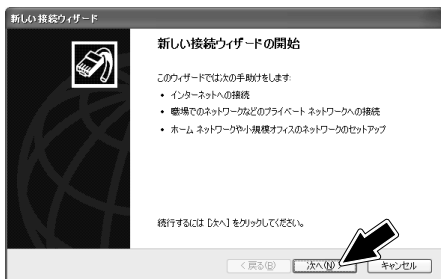 新しい接続ウィザード
新しい接続ウィザードの開始
このウィザードでは次の手助けをします:
• インターネットへの接続
• 職場でのネットワークなどのプライベート ネットワークへの接続
• ホーム ネットワークや小規模オフィスのネットワークのセットアップ
続行するには [次へ] をクリックしてください。
< 戻る(B)
次へ(N) >
キャンセル